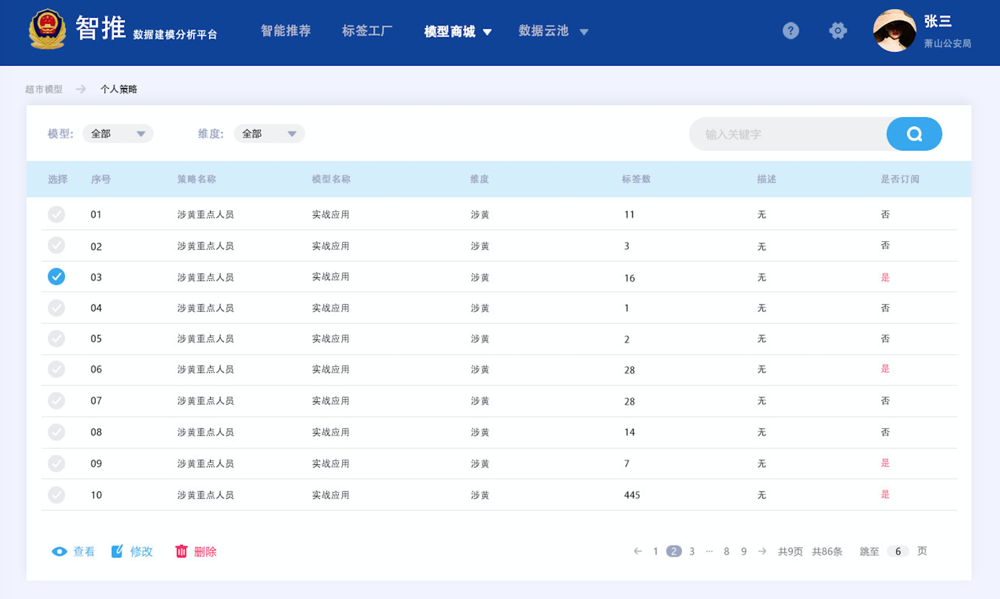 智推 数据建模分析平台 智能推荐 标签工厂 模型商城 数据云池 ? 张三
萧山公安局
超市模型 → 个人策略
模型: 全部 维度: 全部 输入关键字
选择 序号 策略名称 模型名称 维度 标签数 描述 是否订阅
01 涉黄重点人员 实战应用 涉黄 11 无 否
02 涉黄重点人员 实战应用 涉黄 3 无 否
03 涉黄重点人员 实战应用 涉黄 16 无 是
04 涉黄重点人员 实战应用 涉黄 1 无 否
05 涉黄重点人员 实战应用 涉黄 2 无 否
06 涉黄重点人员 实战应用 涉黄 28 无 是
07 涉黄重点人员 实战应用 涉黄 28 无 否
08 涉黄重点人员 实战应用 涉黄 14 无 否
09 涉黄重点人员 实战应用 涉黄 7 无 是
10 涉黄重点人员 实战应用 涉黄 445 无 是
查看 修改 删除 ← 1 2 3 ··· 8 9 → 共9页 共86条 跳至 6 页